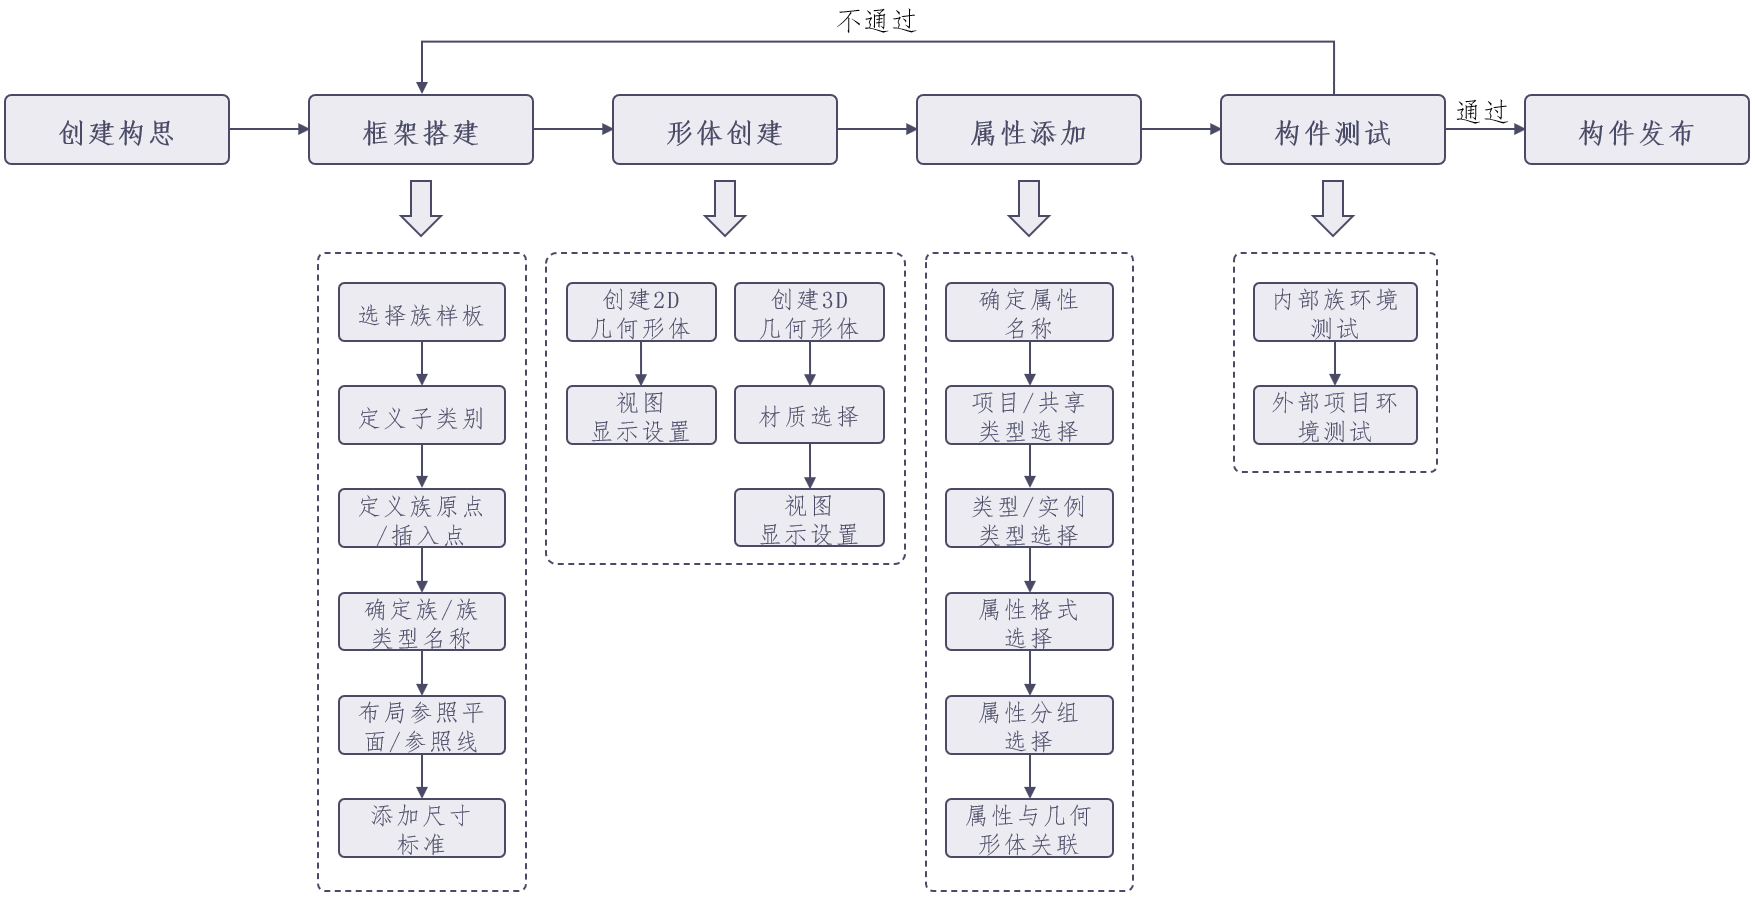 不通过
创建构思
框架搭建
形体创建
属性添加
构件测试
通过
构件发布
选择族样板
定义子类别
定义族原点
/插入点
确定族/族
类型名称
布局参照平
面/参照线
添加尺寸
标准
创建2D
几何形体
视图
显示设置
创建3D
几何形体
材质选择
视图
显示设置
确定属性
名称
项目/共享
类型选择
类型/实例
类型选择
属性格式
选择
属性分组
选择
属性与几何
形体关联
内部族环境
测试
外部项目环
境测试